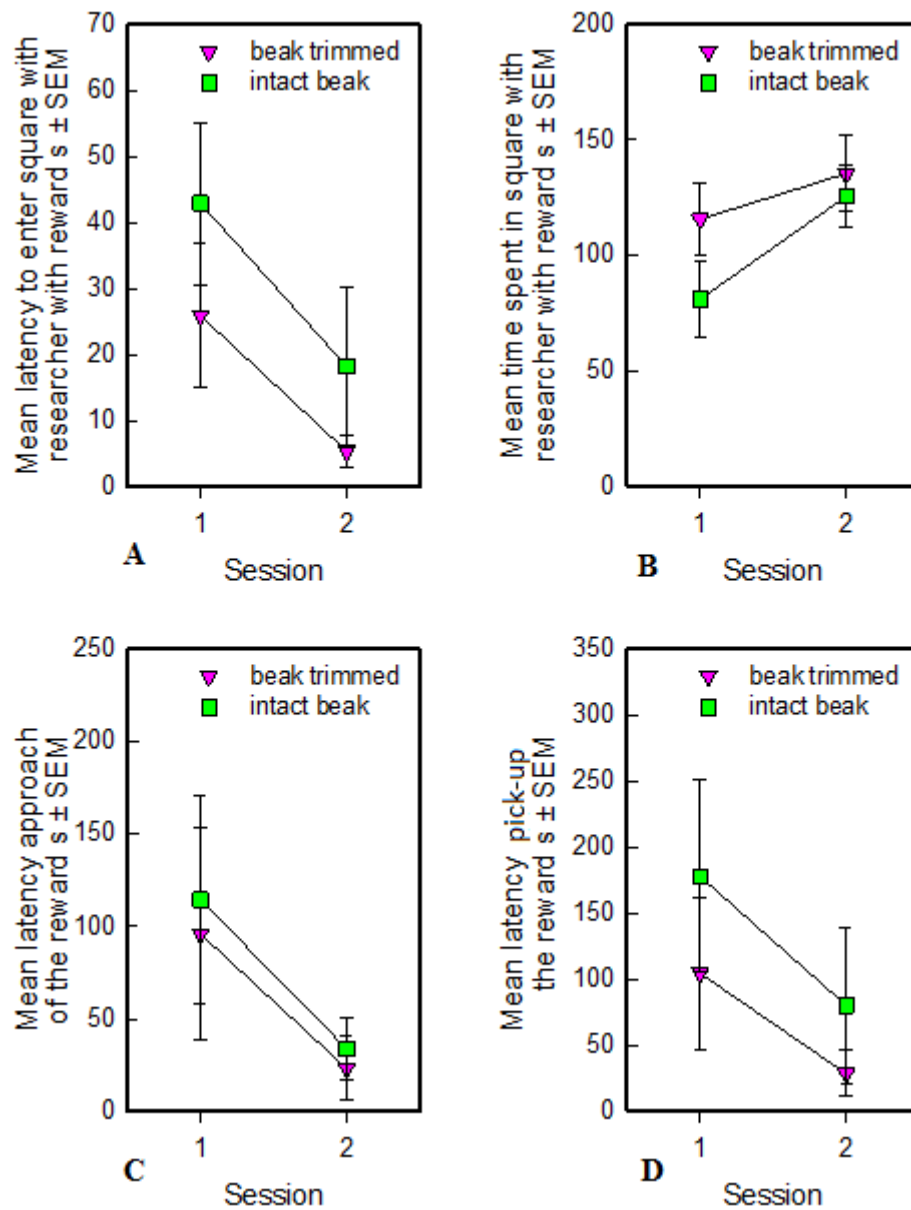 Mean latency to enter square with
researcher with reward s ± SEM
70
60
50
40
30
20
10
0
beak trimmed
intact beak
1
2
A
Session
Mean time spent in square with
researcher with reward s ± SEM
200
150
100
50
0
beak trimmed
intact beak
1
2
B
Session
Mean latency approach
of the reward s ± SEM
250
200
150
100
50
0
beak trimmed
intact beak
1
2
C
Session
Mean latency pick-up
the reward s ± SEM
350
300
250
200
150
100
50
0
beak trimmed
intact beak
1
2
D
Session